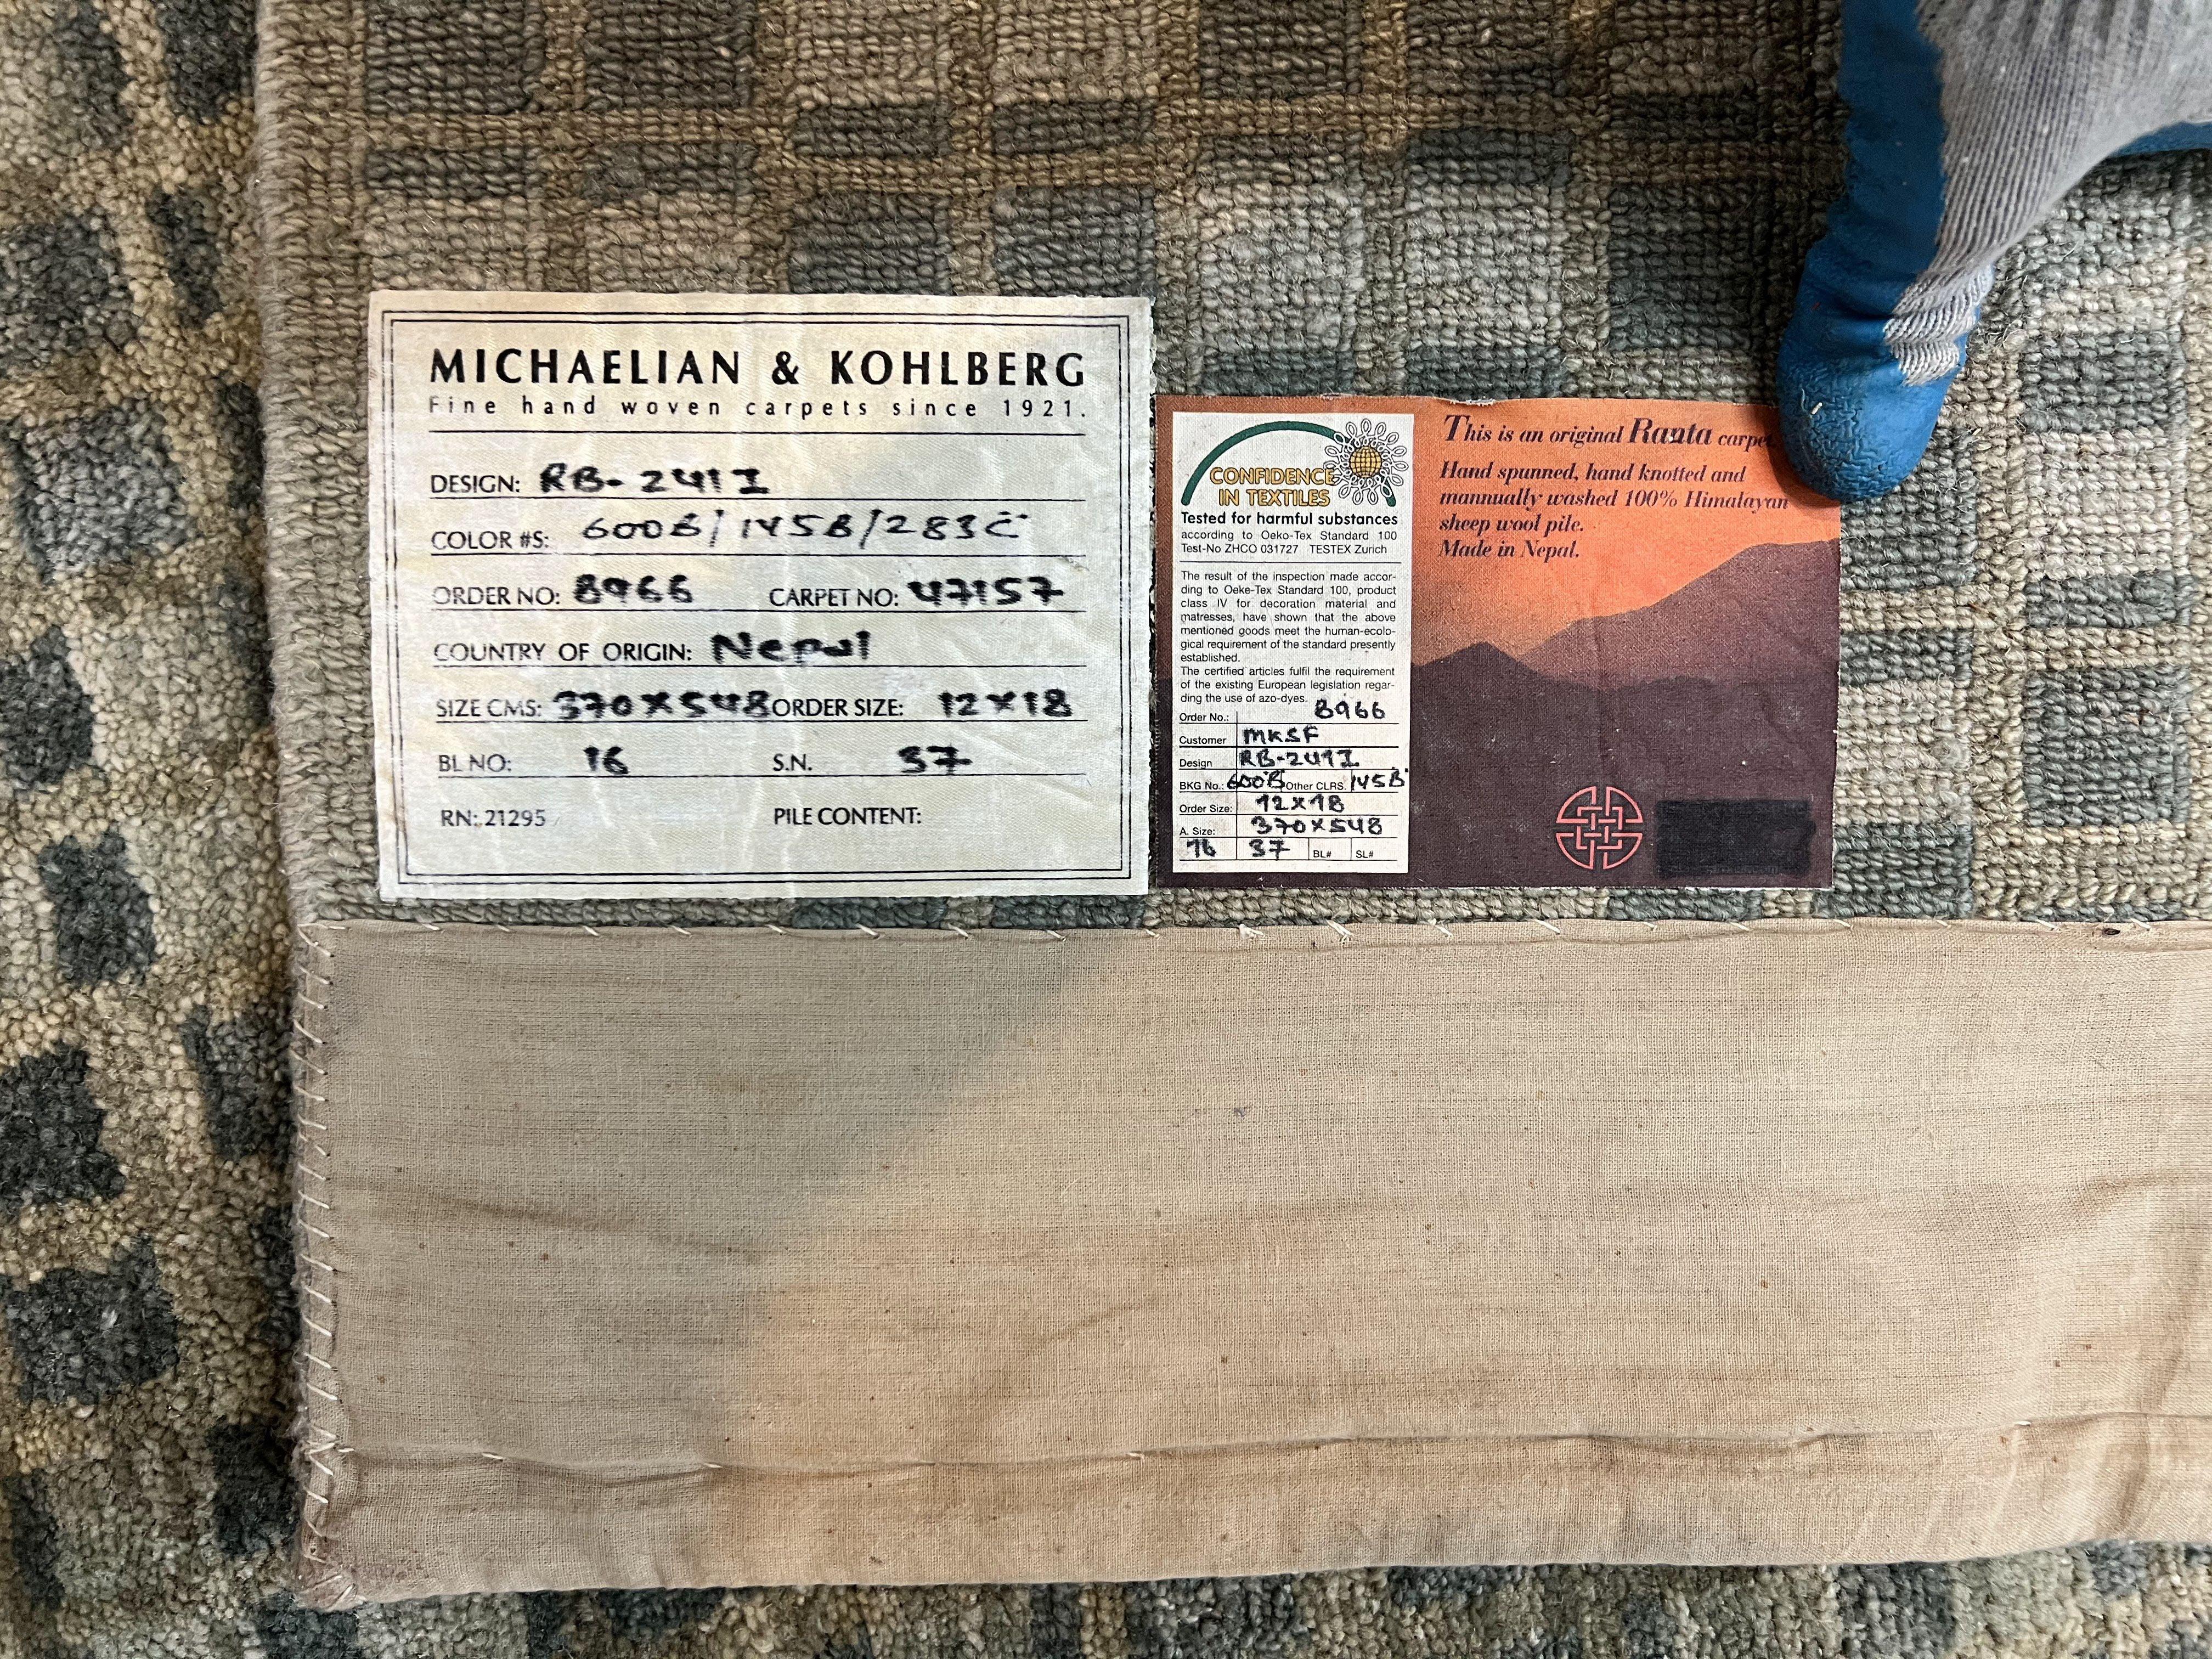 MICHAELIAN & KOHLBERG
Fine hand woven carpets since 1921.
DESIGN: RB-241I
COLOR #S: 600B/145B/283C
ORDER NO: 8966 CARPET NO: 47157
COUNTRY OF ORIGIN: Nepal
SIZE CMS: 370X548 ORDER SIZE: 12X18
BL NO: 16 S.N. 37
RN: 21295 PILE CONTENT:
CONFIDENCE
IN TEXTILES
Tested for harmful substances
according to Oeko-Tex Standard 100
Test-No ZHCO 031727 TESTEX Zurich
The result of the inspection made accor-
ding to Oeke-Tex Standard 100, product
class IV for decoration material and
matresses, have shown that the above
mentioned goods meet the human-ecolo-
gical requirement of the standard presently
established.
The certified articles fulfil the requirement
of the existing European legislation regar-
ding the use of azo-dyes.
Order No.: 8966
Customer MKSF
Design RB-241I
BKG No.: 600B Other CLRS. 145B
Order Size: 12X18
A. Size: 370X548
16 37 BL# SL#
This is an original Ranta carpet
Hand spunned, hand knotted and
mannually washed 100% Himalayan
sheep wool pile.
Made in Nepal.